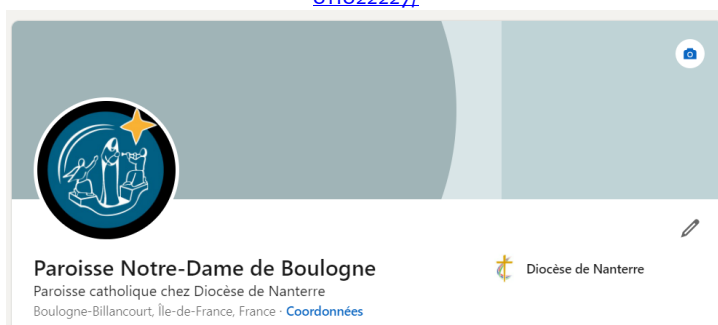 Paroisse Notre-Dame de Boulogne
Diocèse de Nanterre
Paroisse catholique chez Diocèse de Nanterre
Boulogne-Billancourt, Île-de-France, France · Coordonnées